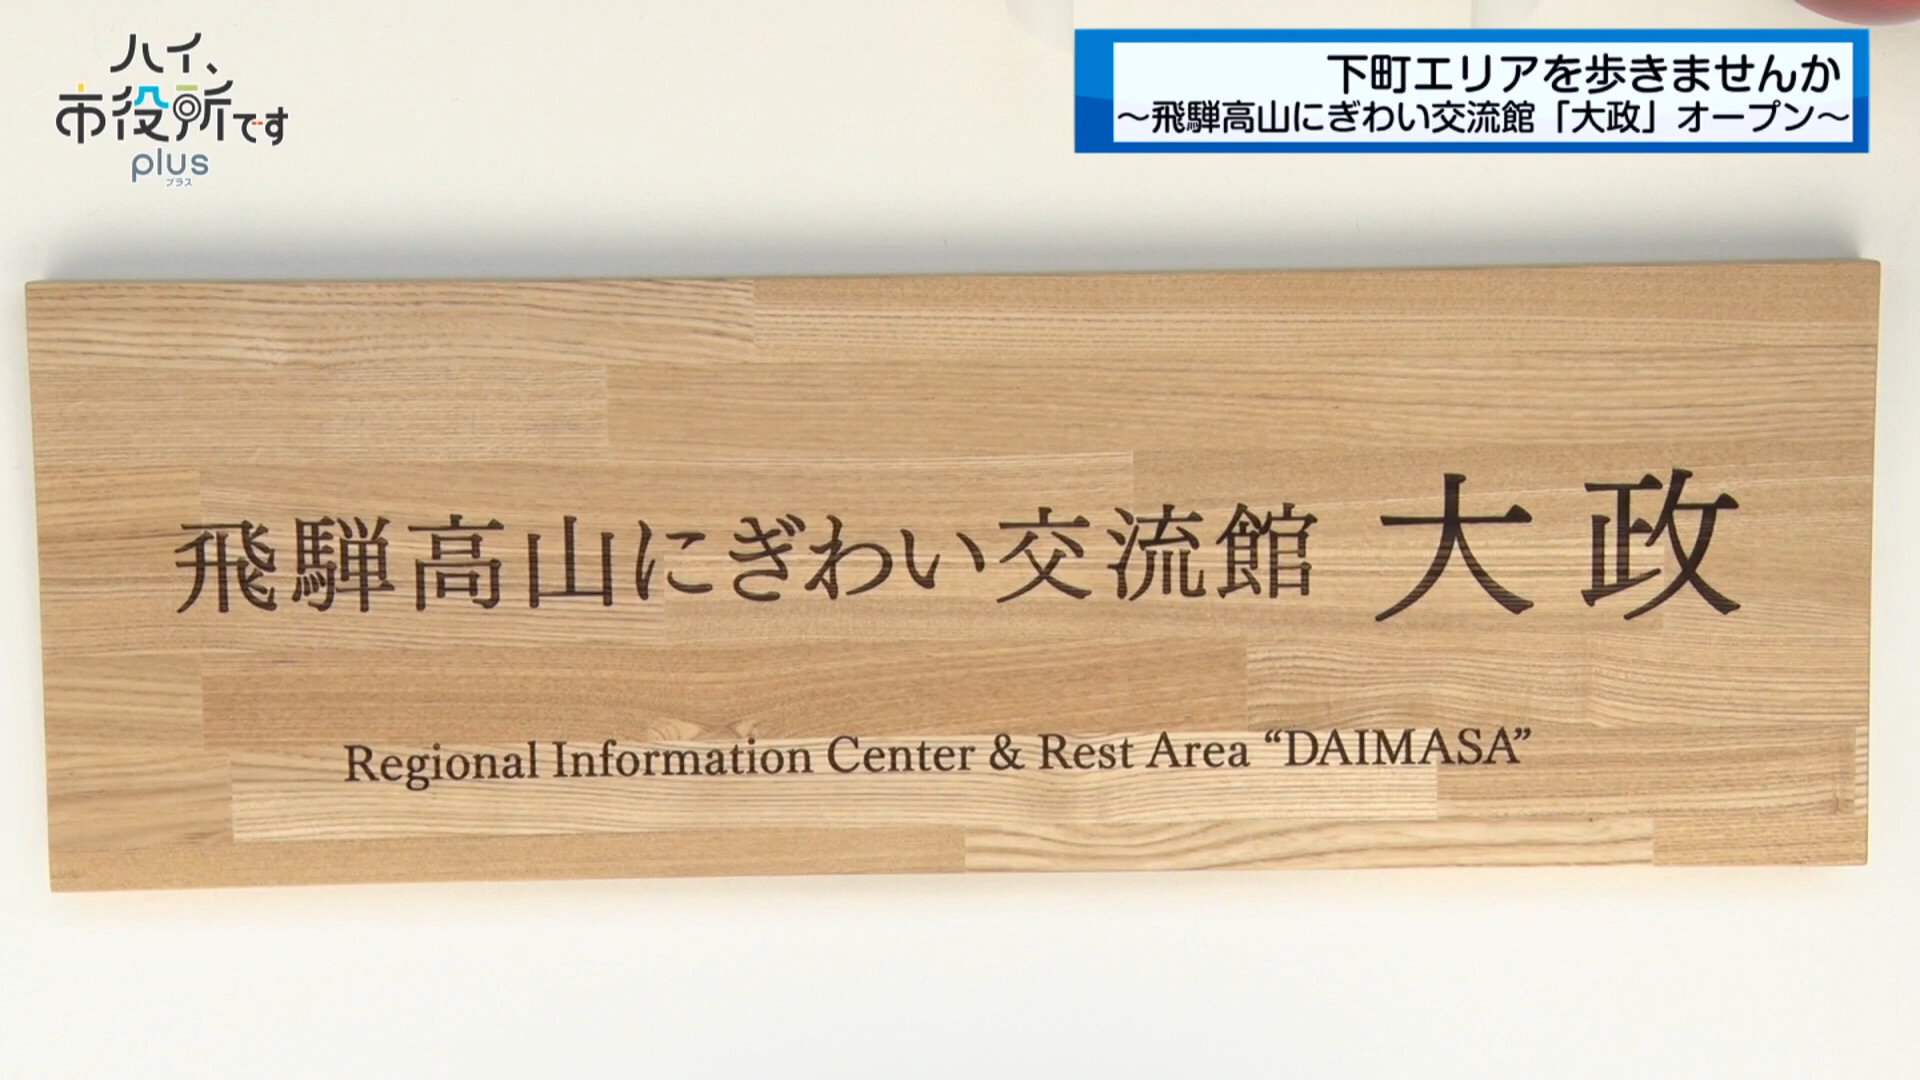 ハイ、
市役所です
plus
プラス
下町エリアを歩きませんか
～飛騨高山にぎわい交流館「大政」オープン～
飛騨高山にぎわい交流館 大政
Regional Information Center & Rest Area “DAIMASA”